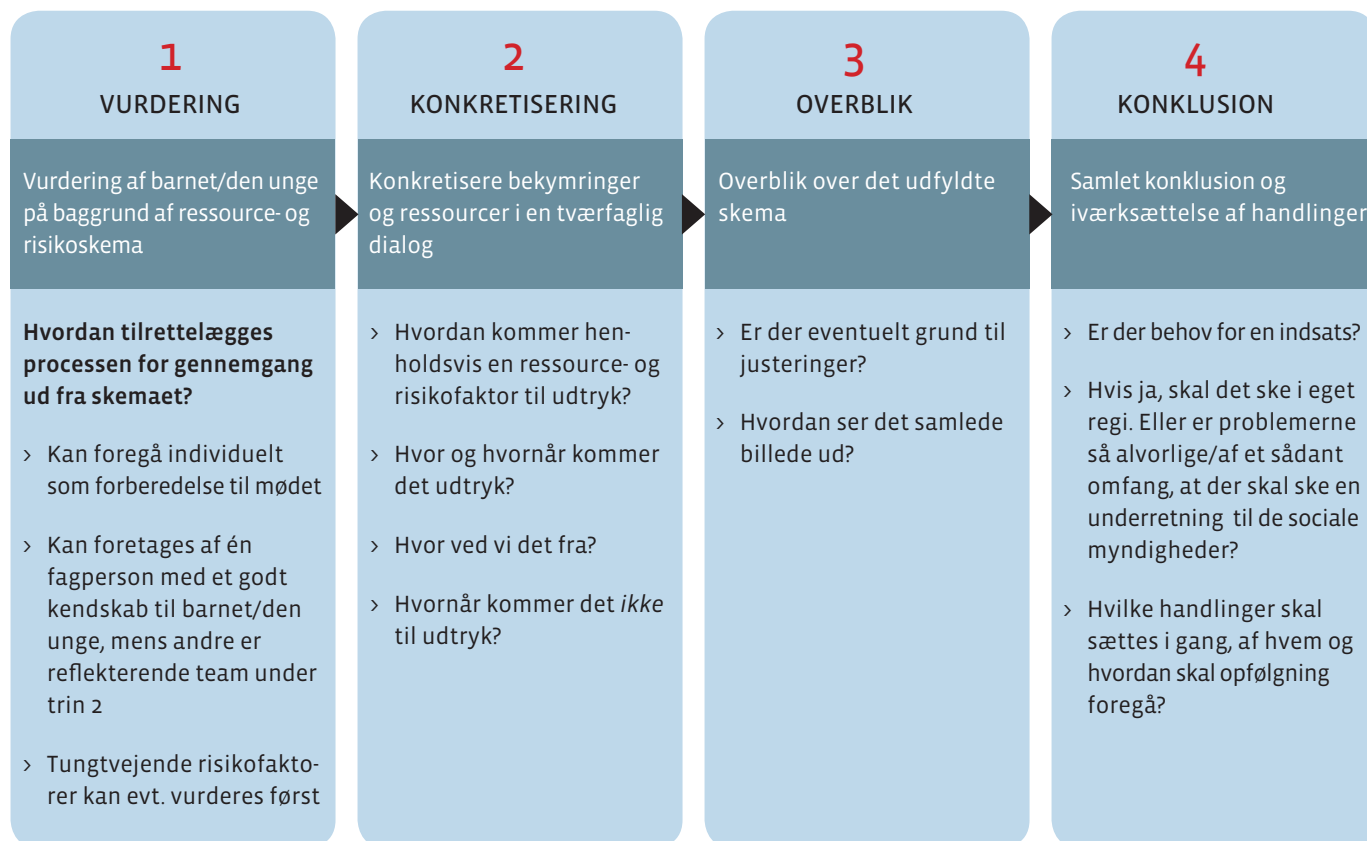 1
VURDERING
Vurdering af barnet/den unge
på baggrund af ressource- og
risikoskema
Hvordan tilrettelægges
processen for gennemgang
ud fra skemaet?
› Kan foregå individuelt
som forberedelse til mødet
› Kan foretages af én
fagperson med et godt
kendskab til barnet/den
unge, mens andre er
reflekterende team under
trin 2
› Tungtvejende risikofakto-
rer kan evt. vurderes først
2
KONKRETISERING
Konkretisere bekymringer
og ressourcer i en tværfaglig
dialog
› Hvordan kommer hen-
holdsvis en ressource- og
risikofaktor til udtryk?
› Hvor og hvornår kommer
det udtryk?
› Hvor ved vi det fra?
› Hvornår kommer det ikke
til udtryk?
3
OVERBLIK
Overblik over det udfyldte
skema
› Er der eventuelt grund til
justeringer?
› Hvordan ser det samlede
billede ud?
4
KONKLUSION
Samlet konklusion og
iværksættelse af handlinger
› Er der behov for en indsats?
› Hvis ja, skal det ske i eget
regi. Eller er problemerne
så alvorlige/af et sådant
omfang, at der skal ske en
underretning til de sociale
myndigheder?
› Hvilke handlinger skal
sættes i gang, af hvem og
hvordan skal opfølgning
foregå?